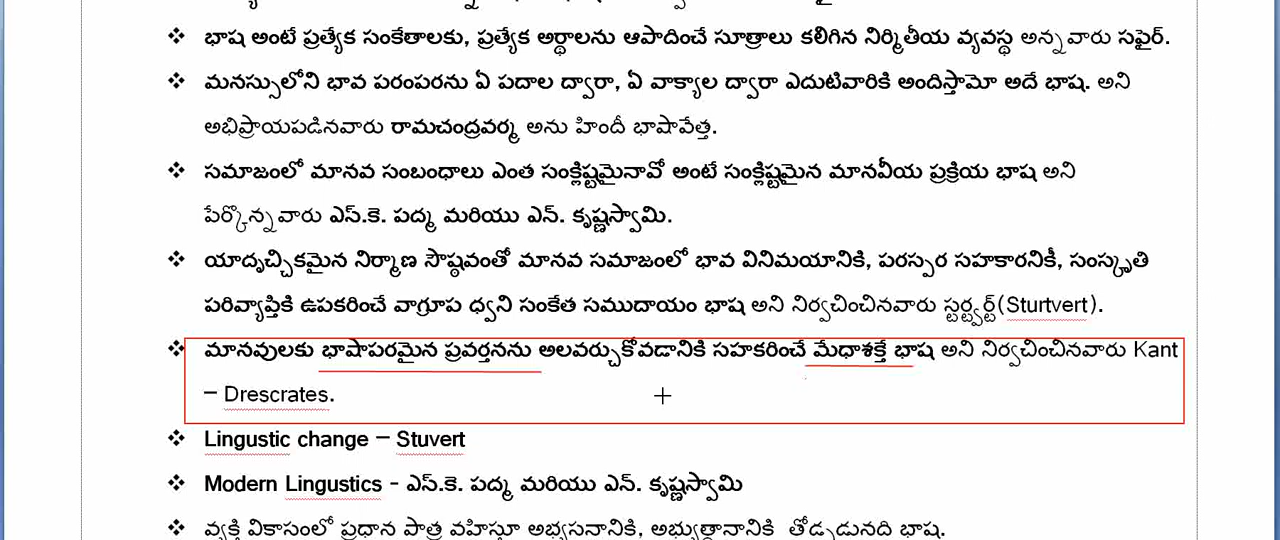 ❖ భాష అంటే ప్రత్యేక సంకేతాలకు, ప్రత్యేక అర్థాలను ఆపాదించే సూత్రాలు కలిగిన నిర్మితీయ వ్యవస్థ అన్నవారు సఫైర్.
❖ మనస్సులోని భావ పరంపరను ఏ పదాల ద్వారా, ఏ వాక్యాల ద్వారా ఎదుటివారికి అందిస్తామో అదే భాష. అని
అభిప్రాయపడినవారు రామచంద్రవర్మ అను హిందీ భాషావేత్త.
❖ సమాజంలో మానవ సంబంధాలు ఎంత సంక్లిష్టమైనావో అంటే సంక్లిష్టమైన మానవీయ ప్రక్రియ భాష అని
పేర్కొన్నవారు ఎస్.కె. పద్మ మరియు ఎన్. కృష్ణస్వామి.
❖ యాదృచ్ఛికమైన నిర్మాణ సౌష్ఠవంతో మానవ సమాజంలో భావ వినిమయానికి, పరస్పర సహకారనికీ, సంస్కృతి
పరివ్యాప్తికి ఉపకరించే వాగ్రూప ధ్వని సంకేత సముదాయం భాష అని నిర్వచించినవారు స్టర్ట్వర్ట్(Sturtvert).
❖ మానవులకు భాషాపరమైన ప్రవర్తనను అలవర్చుకోవడానికి సహకరించే మేధాశక్తే భాష అని నిర్వచించినవారు Kant
– Drescrates.
❖ Lingustic change – Stuvert
❖ Modern Lingustics - ఎస్.కె. పద్మ మరియు ఎన్. కృష్ణస్వామి
❖ వ్యక్తి వికాసంలో ప్రధాన పాత్ర వహిస్తూ అభ్యసనానికి, అభ్యుత్థానానికి తోడ్పడునది భాష.